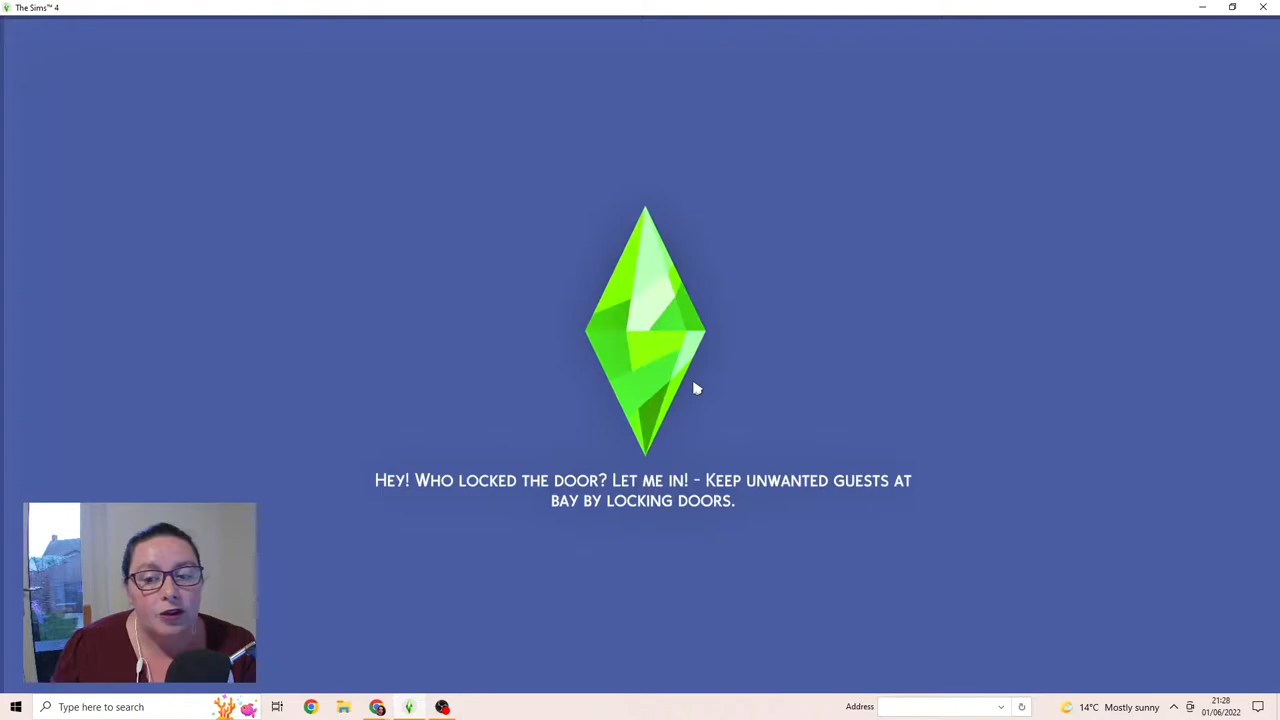 The Sims™ 4
HEY! WHO LOCKED THE DOOR? LET ME IN! - KEEP UNWANTED GUESTS AT
BAY BY LOCKING DOORS.
Type here to search
Address
14°C Mostly sunny
21:28
01/06/2022